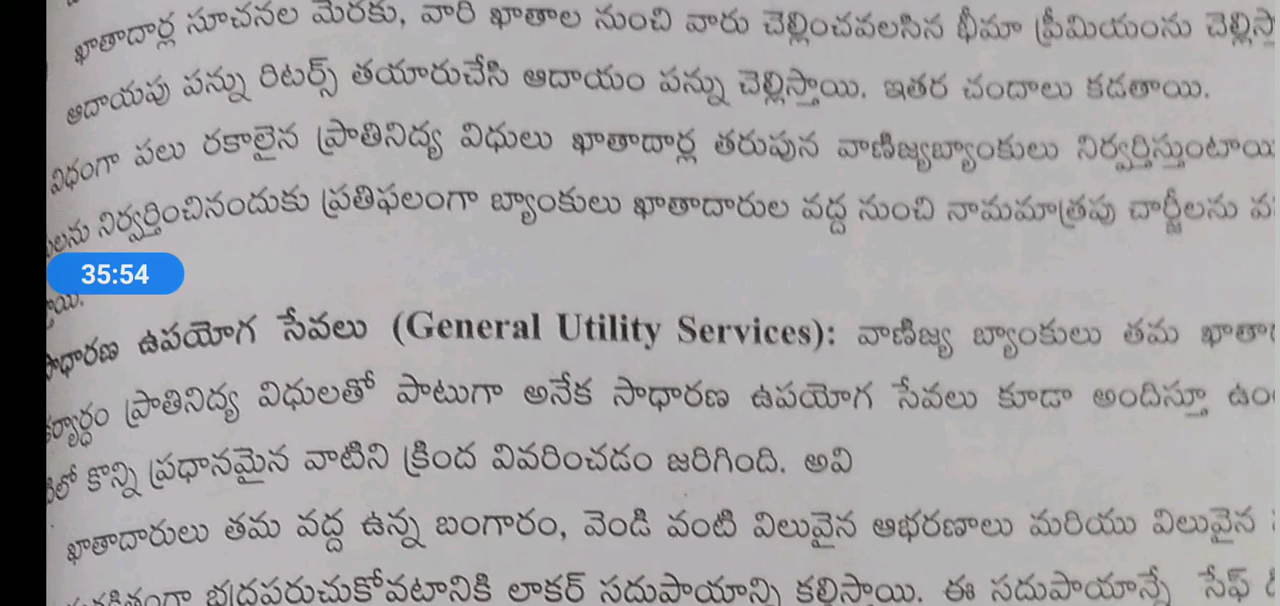 ఖాతాదార్ల సూచనల మేరకు, వారి ఖాతాల నుంచి వారు చెల్లించవలసిన భీమా ప్రీమియంను
ఆదాయపు పన్ను రిటర్న్స్ తయారుచేసి ఆదాయం పన్ను చెల్లిస్తాయి. ఇతర చందాలు కడతాయి.
విధంగా పలు రకాలైన ప్రాతినిధ్య విధులు ఖాతాదార్ల తరుపున వాణిజ్యబ్యాంకులు నిర్వర్తిస్తుంటాయి
నిర్వర్తించినందుకు ప్రతిఫలంగా బ్యాంకులు ఖాతాదారుల వద్ద నుంచి నామమాత్రపు చార్జీలను
35:54
ఉపయోగ సేవలు (General Utility Services): వాణిజ్య బ్యాంకులు తమ
ప్రాతినిద్య విధులతో పాటుగా అనేక సాధారణ ఉపయోగ సేవలు కూడా అందిస్తూ
కొన్ని ప్రధానమైన వాటిని క్రింద వివరించడం జరిగింది. అవి
ఖాతాదారులు తమ వద్ద ఉన్న బంగారం, వెండి వంటి విలువైన ఆభరణాలు మరియు విలువైన
భద్రపరుచుకోవటానికి లాకర్ సదుపాయాన్ని కలిస్తాయి. ఈ సదుపాయాన్నే సేఫ్